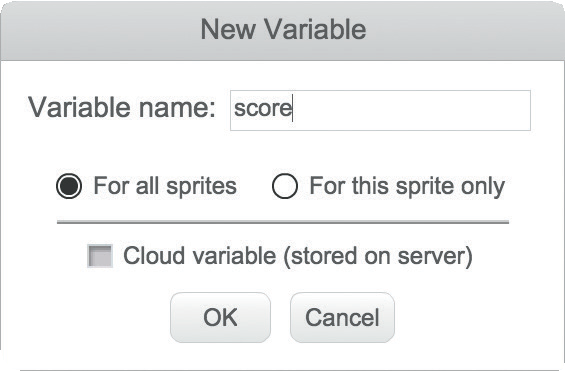 New Variable
Variable name: score
For all sprites For this sprite only
Cloud variable (stored on server)
OK Cancel